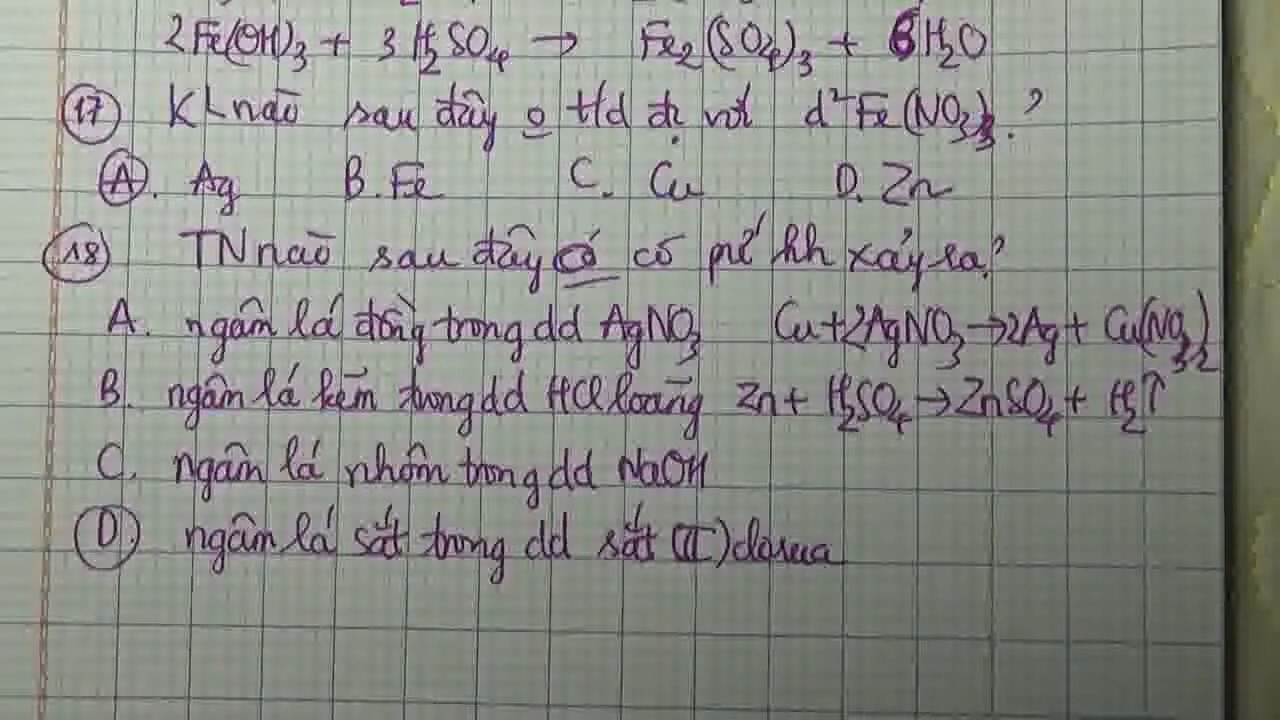 2Fe(OH)₃ + 3H₂SO₄ → Fe₂(SO₄)₃ + 6H₂O
17 KL nào sau đây o t/d đc với d² Fe(NO₃)₃?
A. Ag B. Fe C. Cu D. Zn
18 TN nào sau đây có có pứ hh xảy ra?
A. ngâm lá đồng trong dd AgNO₃ Cu + 2AgNO₃ → 2Ag + Cu(NO₃)₂
B. ngâm lá kẽm trong dd HCl loãng Zn + H₂SO₄ → ZnSO₄ + H₂↑
C. ngâm lá nhôm trong dd NaOH
D. ngâm lá sắt trong dd sắt (II) clorua